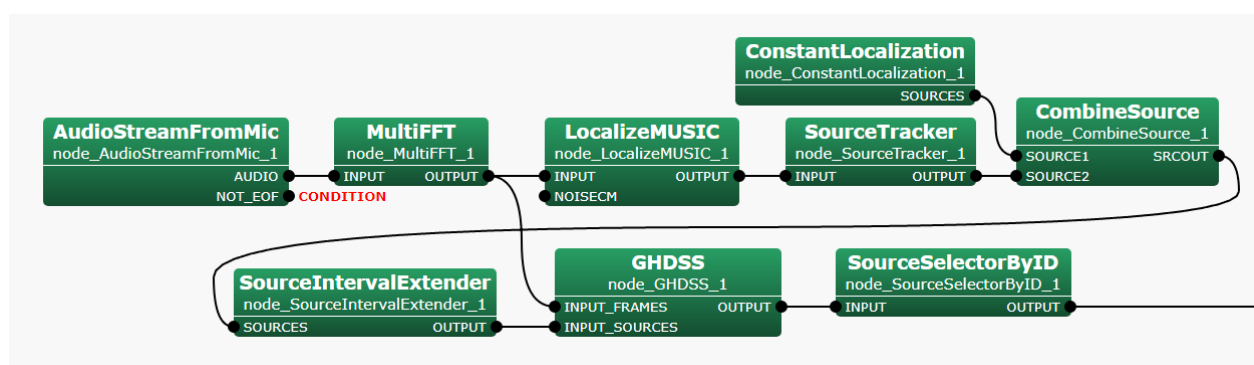 ConstantLocalization
node_ConstantLocalization_1
SOURCES
AudioStreamFromMic
node_AudioStreamFromMic_1
AUDIO
NOT_EOF CONDITION
MultiFFT
node_MultiFFT_1
INPUT OUTPUT
LocalizeMUSIC
node_LocalizeMUSIC_1
INPUT OUTPUT
NOISECM
SourceTracker
node_SourceTracker_1
INPUT OUTPUT
CombineSource
node_CombineSource_1
SOURCE1 SRCOUT
SOURCE2
SourceIntervalExtender
node_SourceIntervalExtender_1
SOURCES OUTPUT
GHDSS
node_GHDSS_1
INPUT_FRAMES OUTPUT
INPUT_SOURCES
SourceSelectorByID
node_SourceSelectorByID_1
INPUT OUTPUT